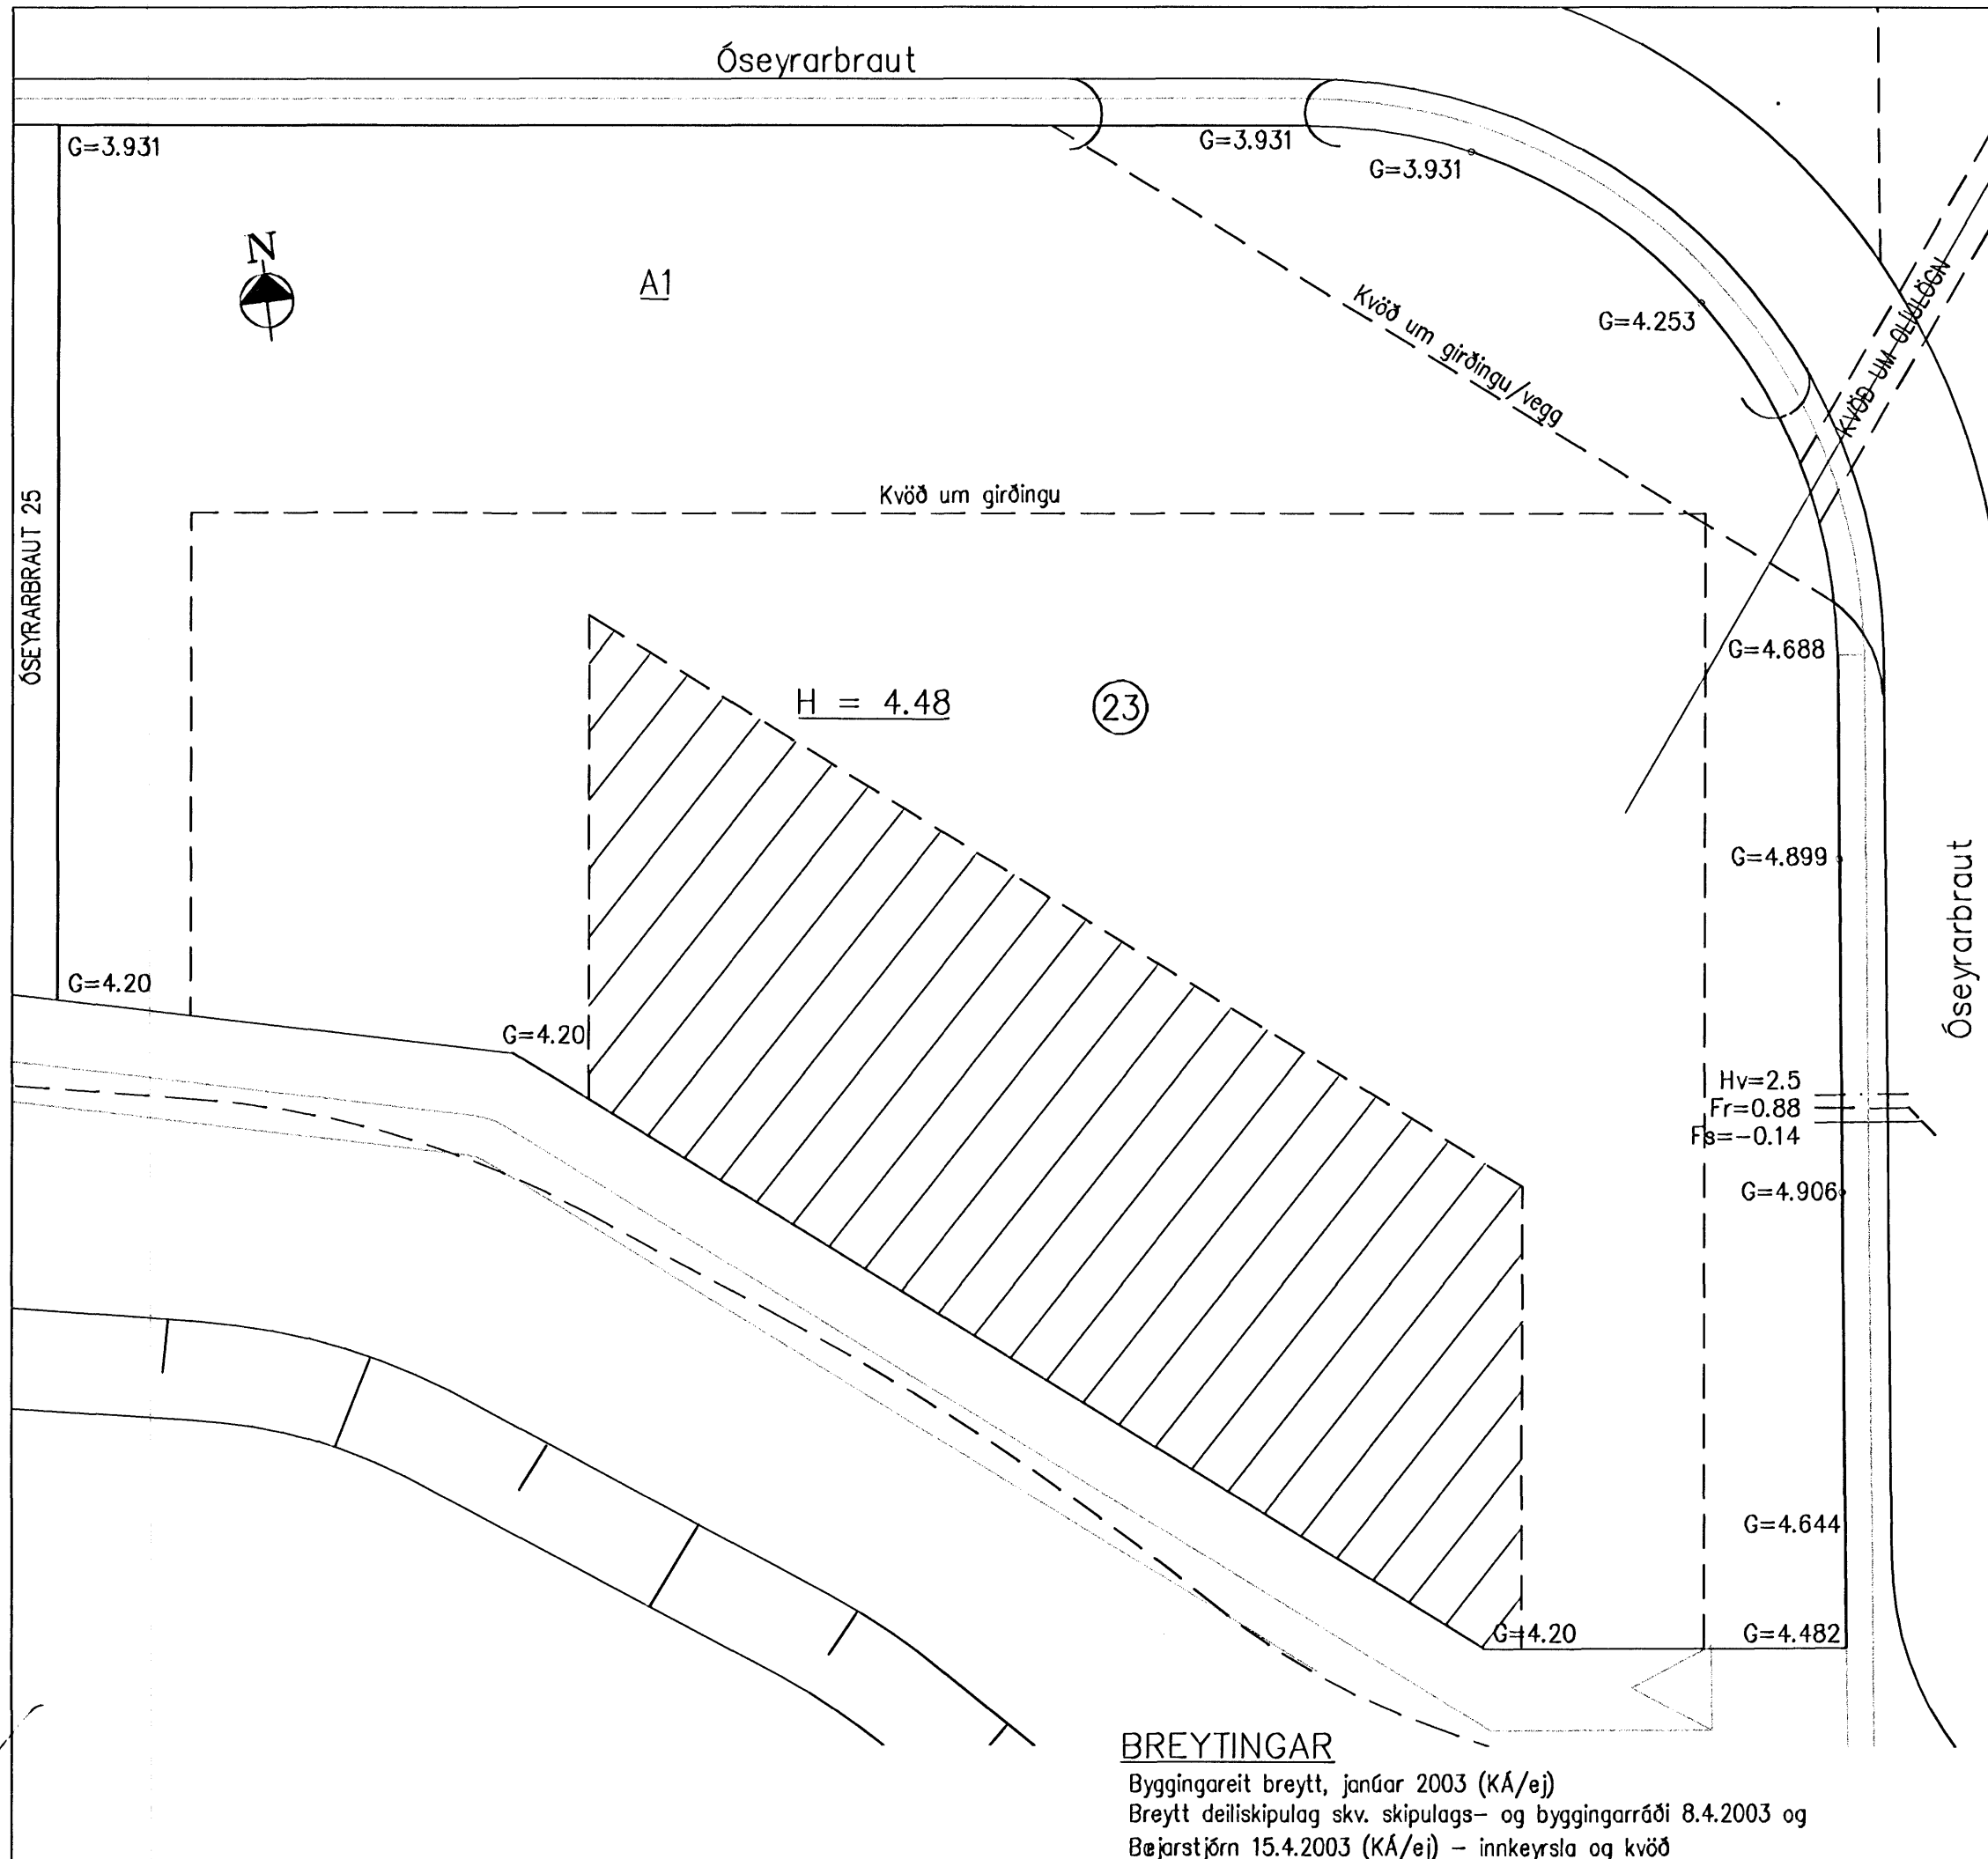 Óseyrarbraut
G=3.931
G=3.931
G=3.931
N
A1
G=4.253
Kvöð um girðingu/vegg
KVÖÐ UM OLÍULÖGN
Kvöð um girðingu
ÓSEYRARBRAUT 25
G=4.688
H = 4.48
23
G=4.899
Óseyrarbraut
G=4.20
G=4.20
Hv=2.5
Fr=0.88
Fs=-0.14
G=4.906
G=4.644
G=4.20
G=4.482
BREYTINGAR
Byggingareit breytt, janúar 2003 (KÁ/ej)
Breytt deiliskipulag skv. skipulags- og byggingarráði 8.4.2003 og
Bæjarstjórn 15.4.2003 (KÁ/ej) - innkeyrsla og kvöð